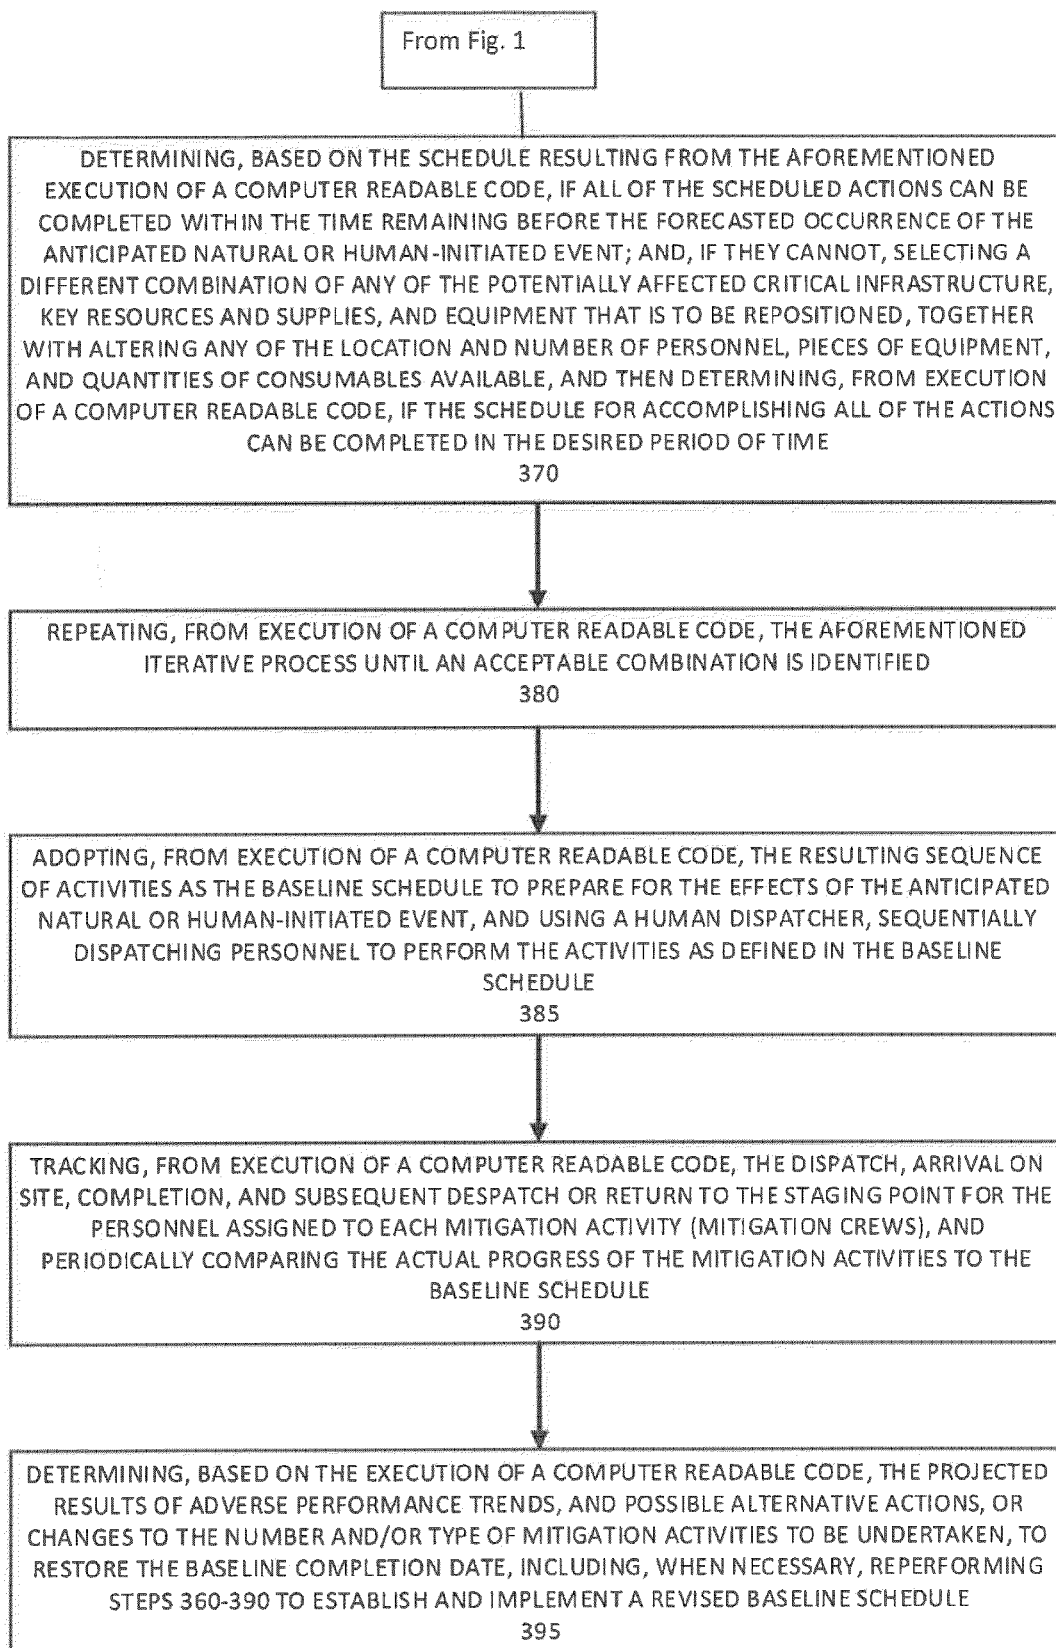 From Fig. 1
DETERMINING, BASED ON THE SCHEDULE RESULTING FROM THE AFOREMENTIONED
EXECUTION OF A COMPUTER READABLE CODE, IF ALL OF THE SCHEDULED ACTIONS CAN BE
COMPLETED WITHIN THE TIME REMAINING BEFORE THE FORECASTED OCCURRENCE OF THE
ANTICIPATED NATURAL OR HUMAN-INITIATED EVENT; AND, IF THEY CANNOT, SELECTING A
DIFFERENT COMBINATION OF ANY OF THE POTENTIALLY AFFECTED CRITICAL INFRASTRUCTURE,
KEY RESOURCES AND SUPPLIES, AND EQUIPMENT THAT IS TO BE REPOSITIONED, TOGETHER
WITH ALTERING ANY OF THE LOCATION AND NUMBER OF PERSONNEL, PIECES OF EQUIPMENT,
AND QUANTITIES OF CONSUMABLES AVAILABLE, AND THEN DETERMINING, FROM EXECUTION
OF A COMPUTER READABLE CODE, IF THE SCHEDULE FOR ACCOMPLISHING ALL OF THE ACTIONS
CAN BE COMPLETED IN THE DESIRED PERIOD OF TIME
370
REPEATING, FROM EXECUTION OF A COMPUTER READABLE CODE, THE AFOREMENTIONED
ITERATIVE PROCESS UNTIL AN ACCEPTABLE COMBINATION IS IDENTIFIED
380
ADOPTING, FROM EXECUTION OF A COMPUTER READABLE CODE, THE RESULTING SEQUENCE
OF ACTIVITIES AS THE BASELINE SCHEDULE TO PREPARE FOR THE EFFECTS OF THE ANTICIPATED
NATURAL OR HUMAN-INITIATED EVENT, AND USING A HUMAN DISPATCHER, SEQUENTIALLY
DISPATCHING PERSONNEL TO PERFORM THE ACTIVITIES AS DEFINED IN THE BASELINE
SCHEDULE
385
TRACKING, FROM EXECUTION OF A COMPUTER READABLE CODE, THE DISPATCH, ARRIVAL ON
SITE, COMPLETION, AND SUBSEQUENT DESPATCH OR RETURN TO THE STAGING POINT FOR THE
PERSONNEL ASSIGNED TO EACH MITIGATION ACTIVITY (MITIGATION CREWS), AND
PERIODICALLY COMPARING THE ACTUAL PROGRESS OF THE MITIGATION ACTIVITIES TO THE
BASELINE SCHEDULE
390
DETERMINING, BASED ON THE EXECUTION OF A COMPUTER READABLE CODE, THE PROJECTED
RESULTS OF ADVERSE PERFORMANCE TRENDS, AND POSSIBLE ALTERNATIVE ACTIONS, OR
CHANGES TO THE NUMBER AND/OR TYPE OF MITIGATION ACTIVITIES TO BE UNDERTAKEN, TO
RESTORE THE BASELINE COMPLETION DATE, INCLUDING, WHEN NECESSARY, REPERFORMING
STEPS 360-390 TO ESTABLISH AND IMPLEMENT A REVISED BASELINE SCHEDULE
395